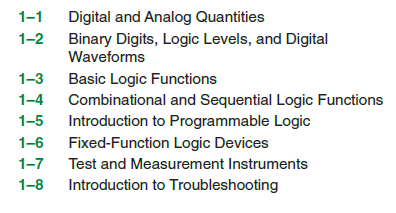 1–1 Digital and Analog Quantities
1–2 Binary Digits, Logic Levels, and Digital
Waveforms
1–3 Basic Logic Functions
1–4 Combinational and Sequential Logic Functions
1–5 Introduction to Programmable Logic
1–6 Fixed-Function Logic Devices
1–7 Test and Measurement Instruments
1–8 Introduction to Troubleshooting